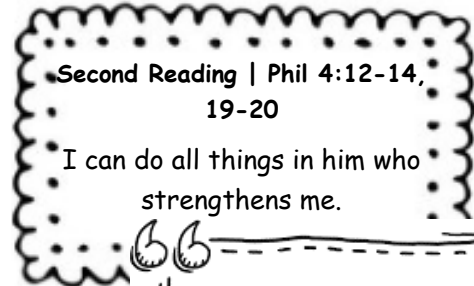 Second Reading | Phil 4:12-14,
19-20
I can do all things in him who
strengthens me.